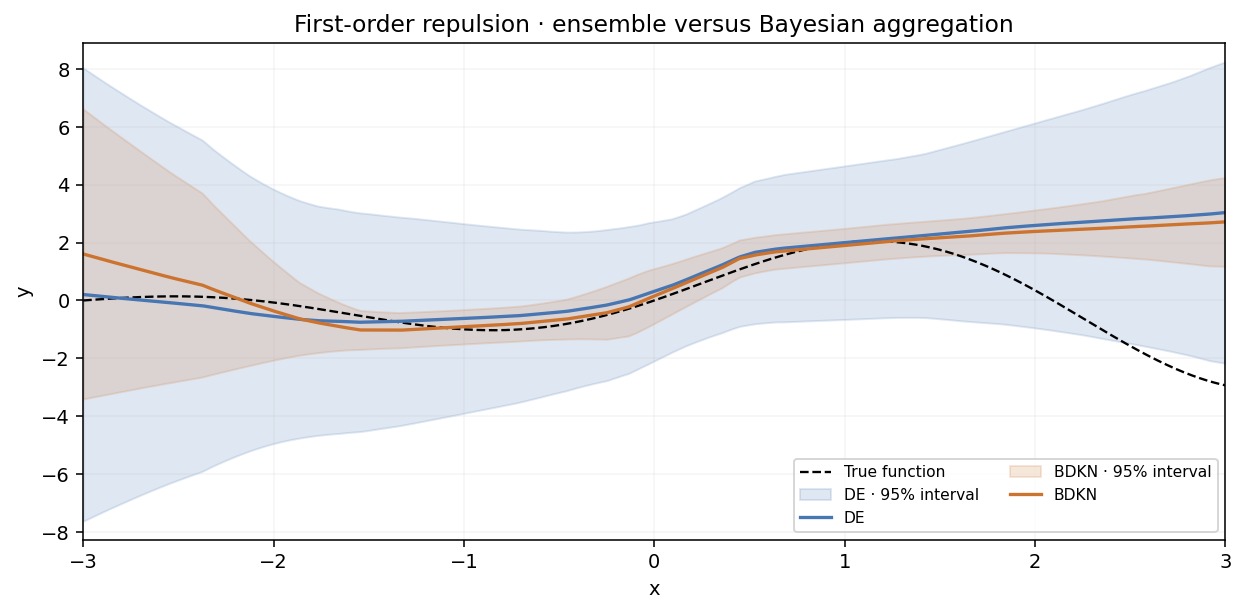 First-order repulsion · ensemble versus Bayesian aggregation
y
8
6
4
2
0
−2
−4
−6
−8
−3
−2
−1
0
1
2
3
x
True function
DE · 95% interval
DE
BDKN · 95% interval
BDKN